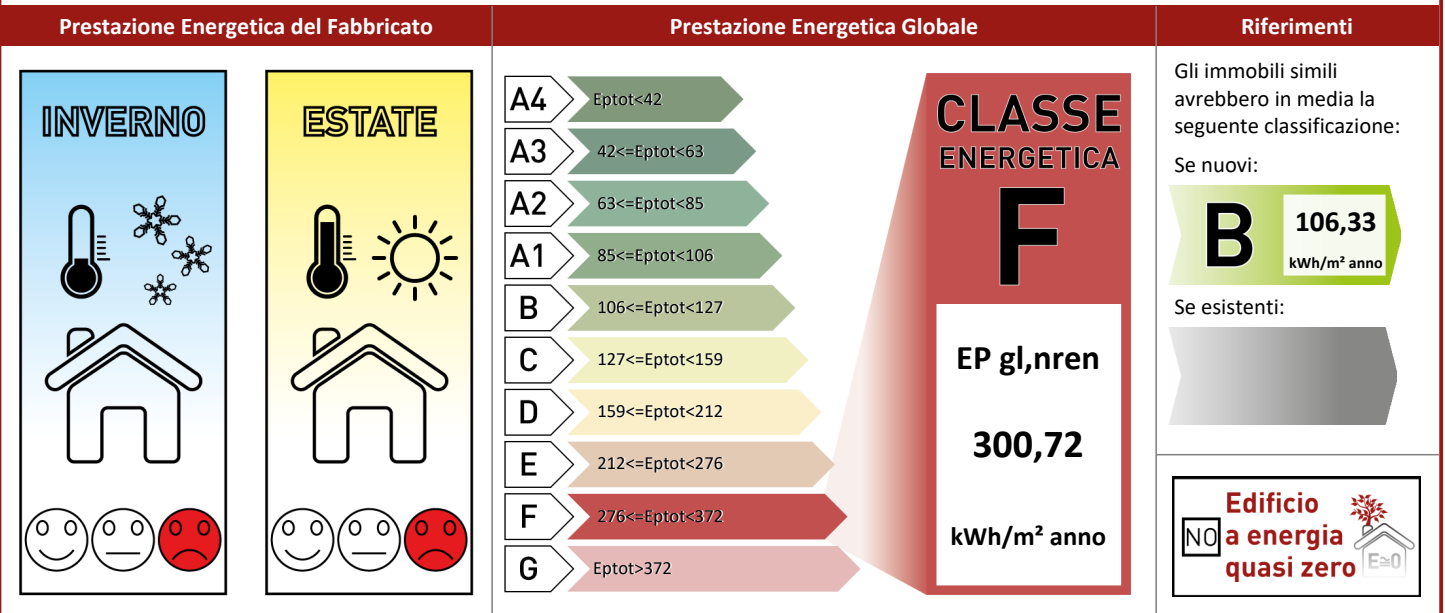 Prestazione Energetica del Fabbricato
INVERNO
ESTATE
Prestazione Energetica Globale
A4 Eptot<42
A3 42<=Eptot<63
A2 63<=Eptot<85
A1 85<=Eptot<106
B 106<=Eptot<127
C 127<=Eptot<159
D 159<=Eptot<212
E 212<=Eptot<276
F 276<=Eptot<372
G Eptot>372
CLASSE
ENERGETICA
F
EP gl,nren
300,72
kWh/m² anno
Riferimenti
Gli immobili simili
avrebbero in media la
seguente classificazione:
Se nuovi:
B 106,33
kWh/m² anno
Se esistenti:
Edificio
NO a energia
quasi zero
E≅0